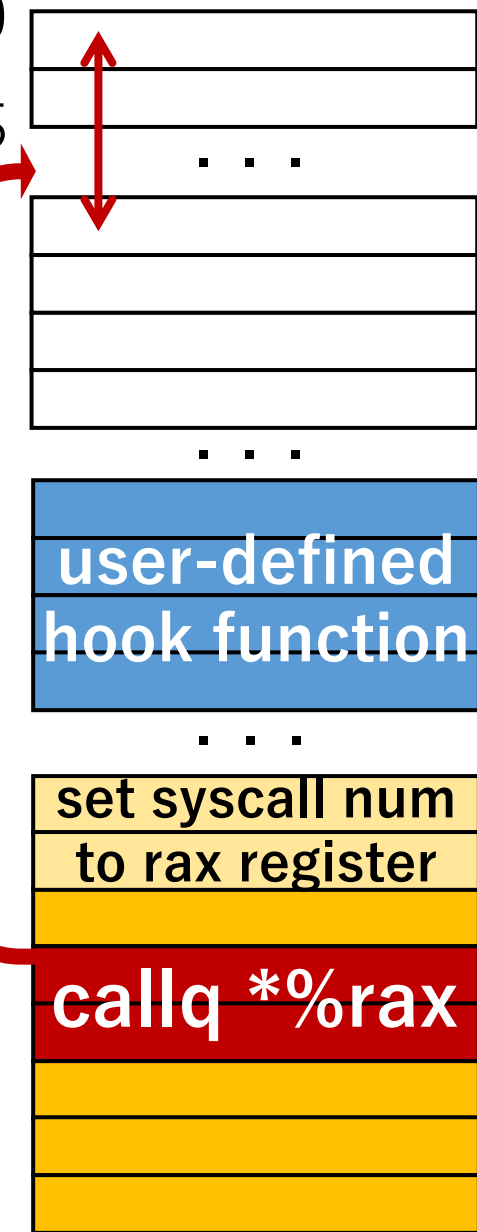 . . .
. . .
user-defined
hook function
. . .
set syscall num
to rax register
callq *%rax